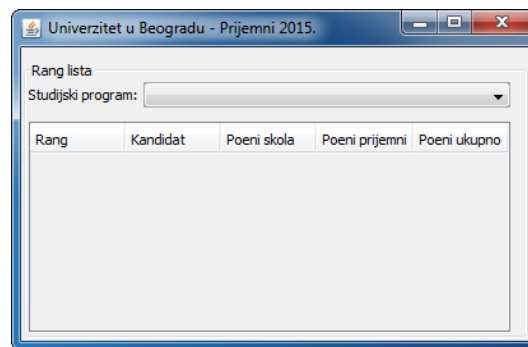 Univerzitet u Beogradu - Prijemni 2015.
Rang lista
Studijski program:
Rang Kandidat Poeni skola Poeni prijemni Poeni ukupno